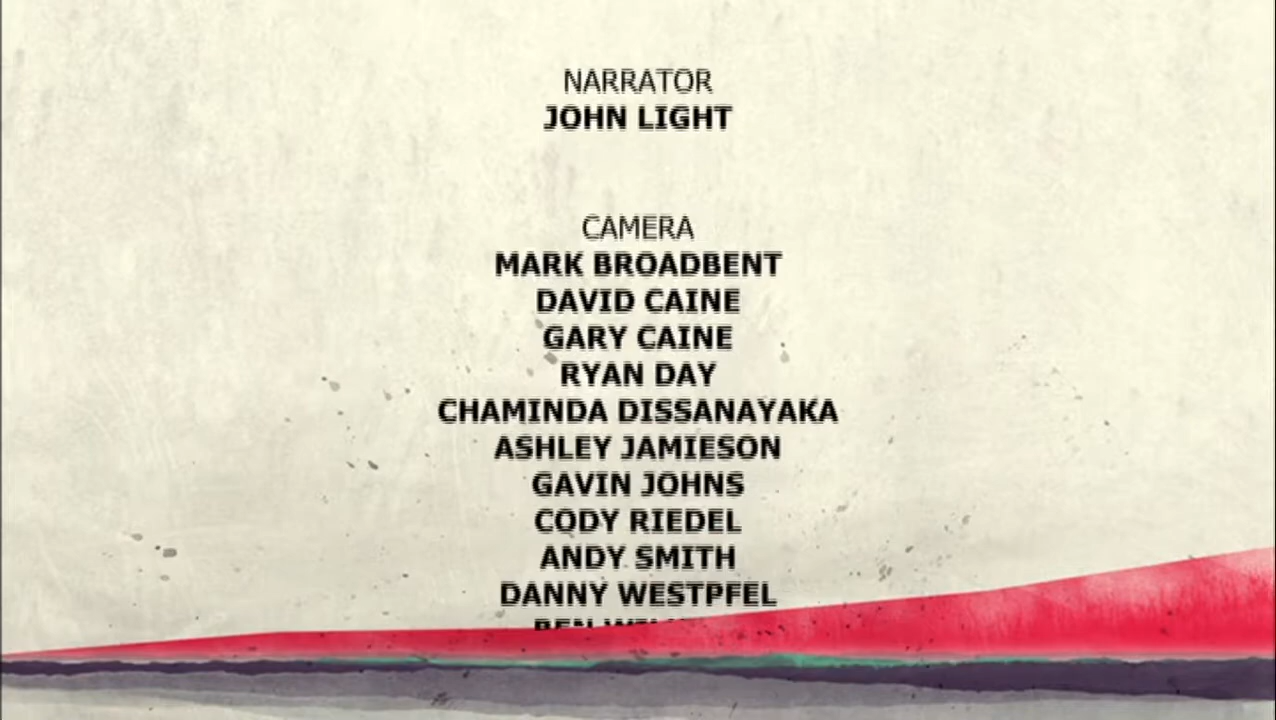 NARRATOR
JOHN LIGHT
CAMERA
MARK BROADBENT
DAVID CAINE
GARY CAINE
RYAN DAY
CHAMINDA DISSANAYAKA
ASHLEY JAMIESON
GAVIN JOHNS
CODY RIEDEL
ANDY SMITH
DANNY WESTPFEL
BEN